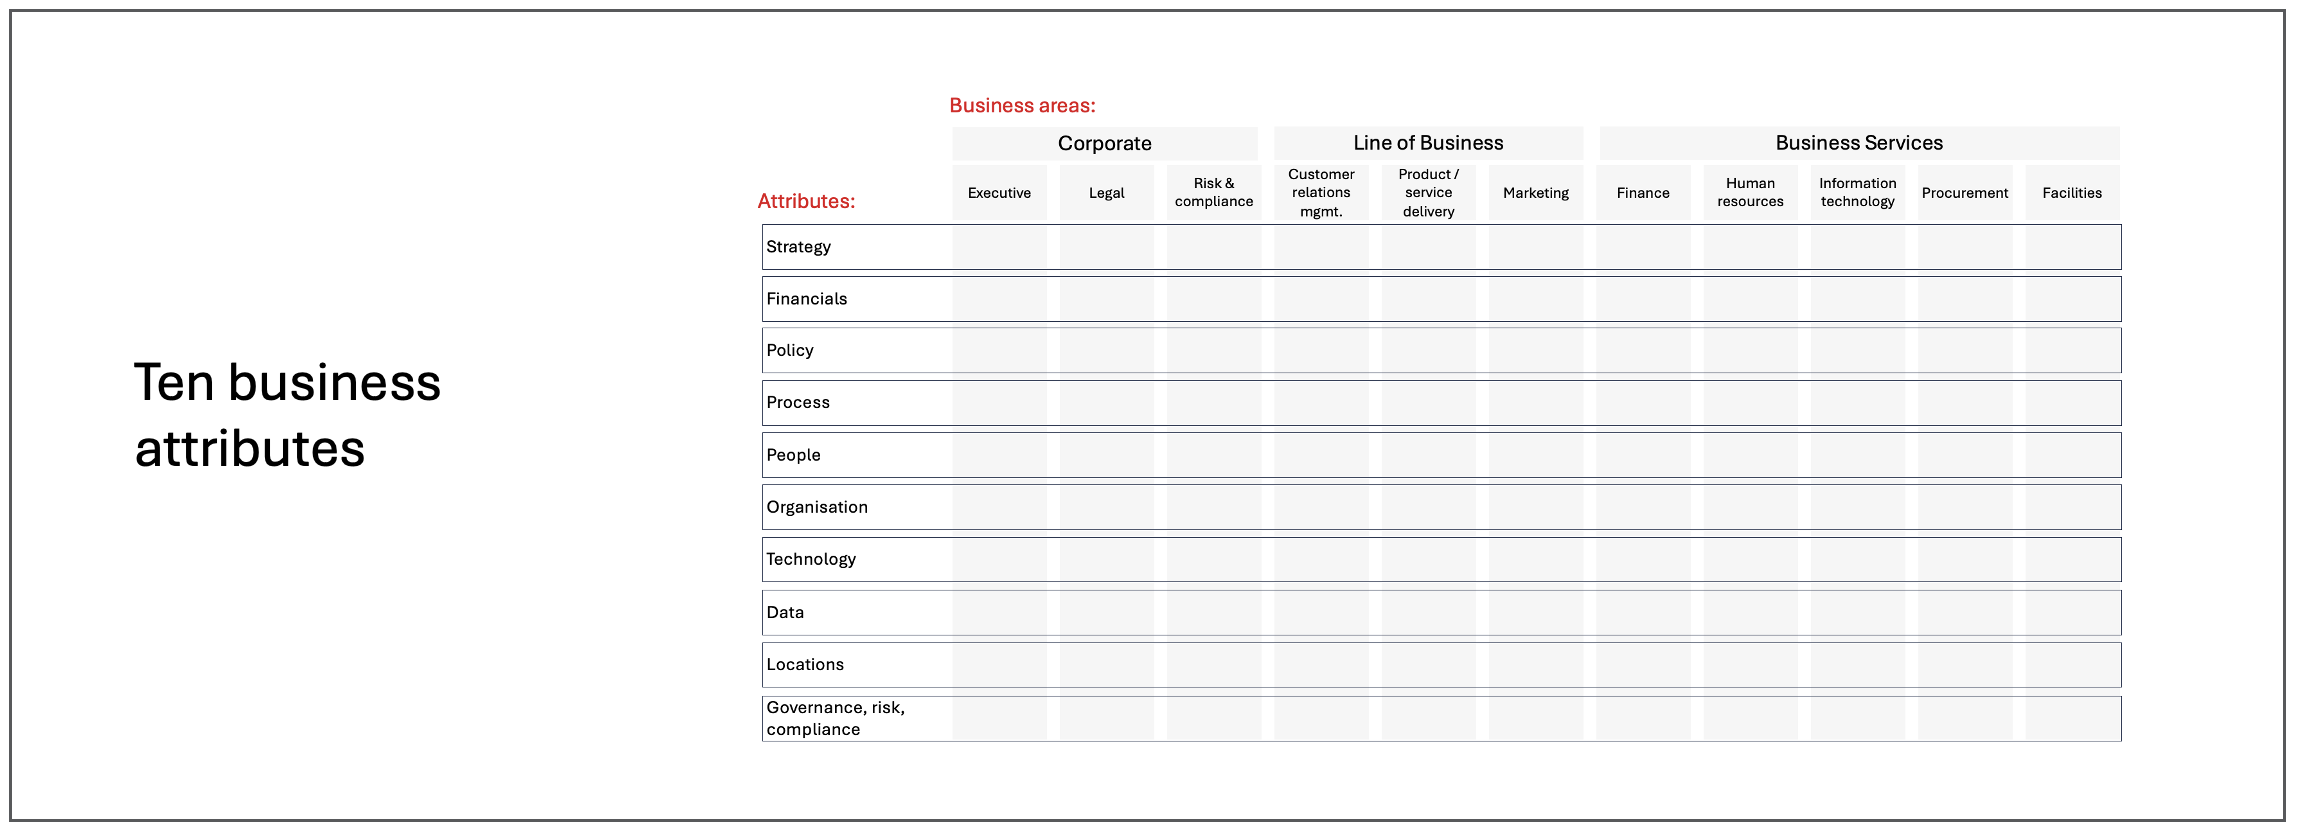 Ten business
attributes
Business areas:
Corporate
Line of Business
Business Services
Attributes:
Executive
Legal
Risk &
compliance
Customer
relations
mgmt.
Product /
service
delivery
Marketing
Finance
Human
resources
Information
technology
Procurement
Facilities
Strategy
Financials
Policy
Process
People
Organisation
Technology
Data
Locations
Governance, risk,
compliance